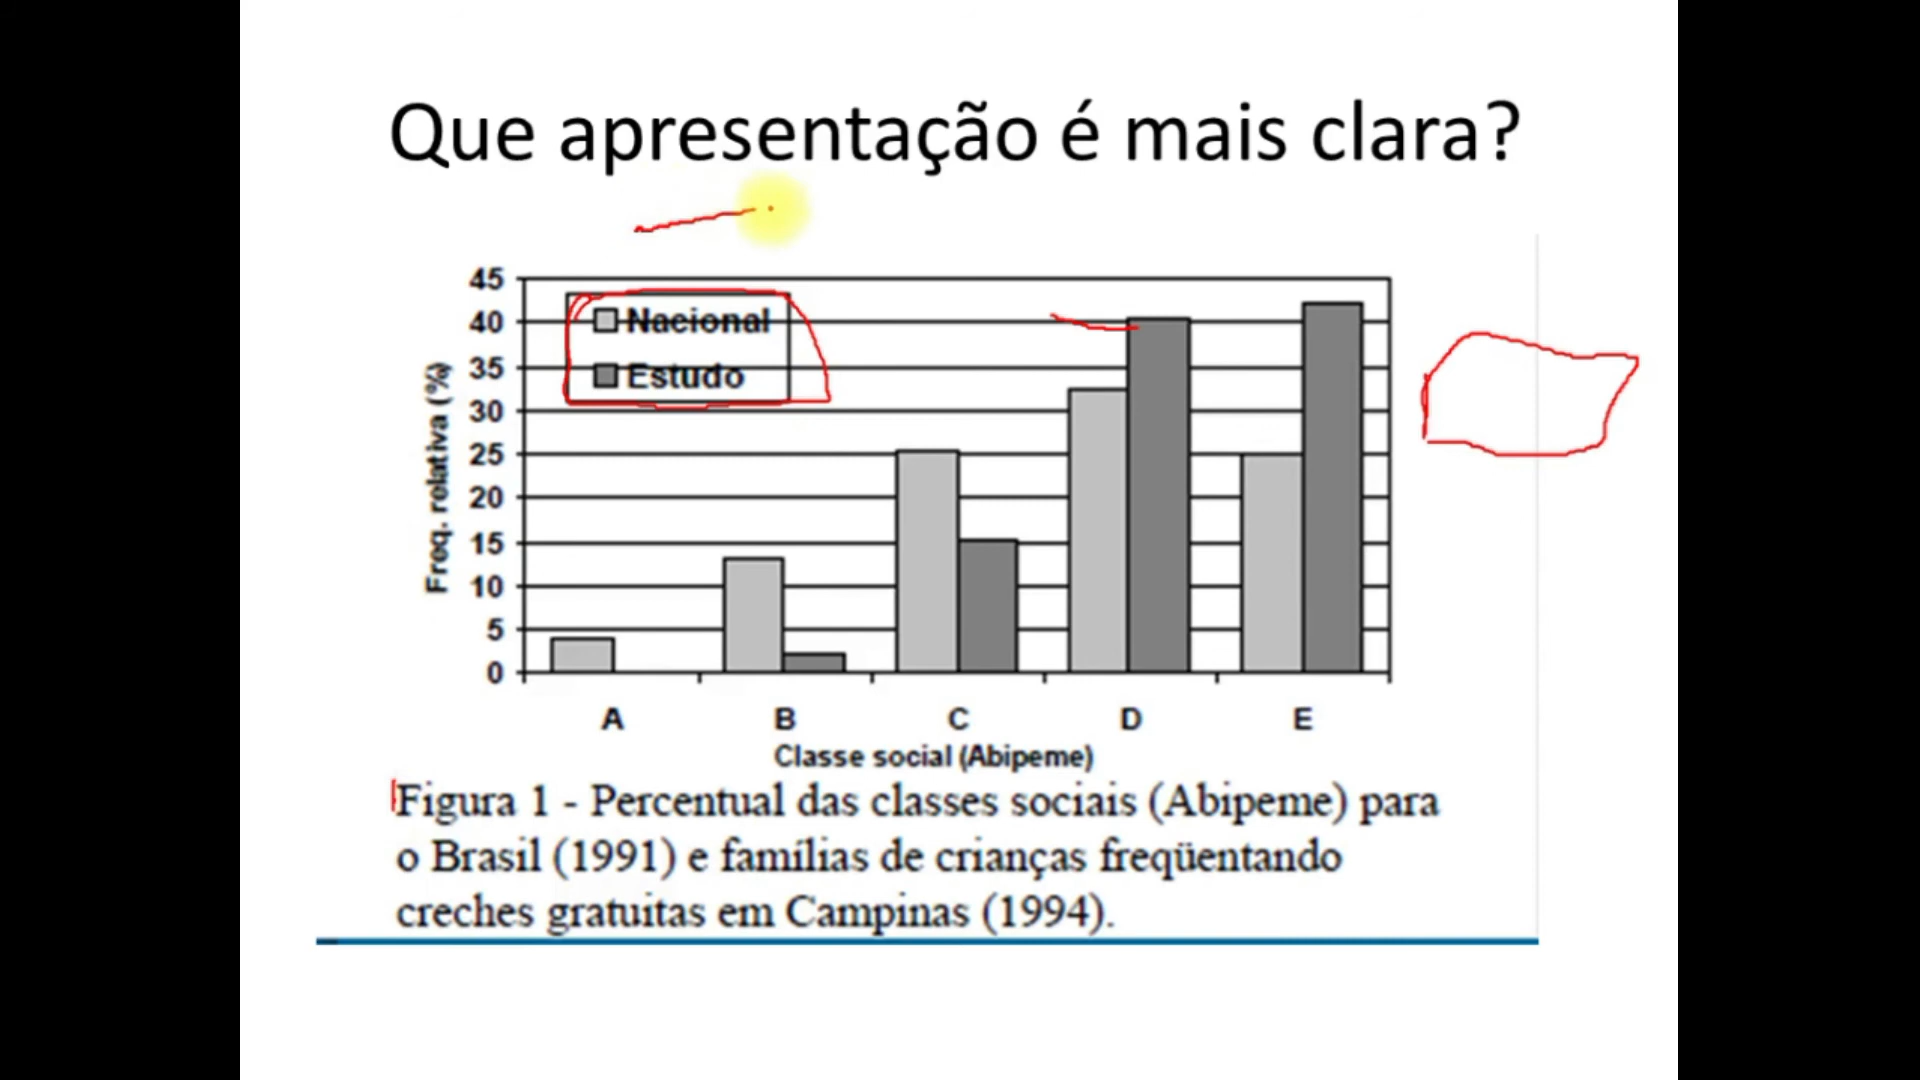 Que apresentação é mais clara?
45
40
35
30
25
20
15
10
5
0
Freq. relativa (%)
Nacional
Estudo
A B C D E
Classe social (Abipeme)
Figura 1 - Percentual das classes sociais (Abipeme) para
o Brasil (1991) e famílias de crianças freqüentando
creches gratuitas em Campinas (1994).